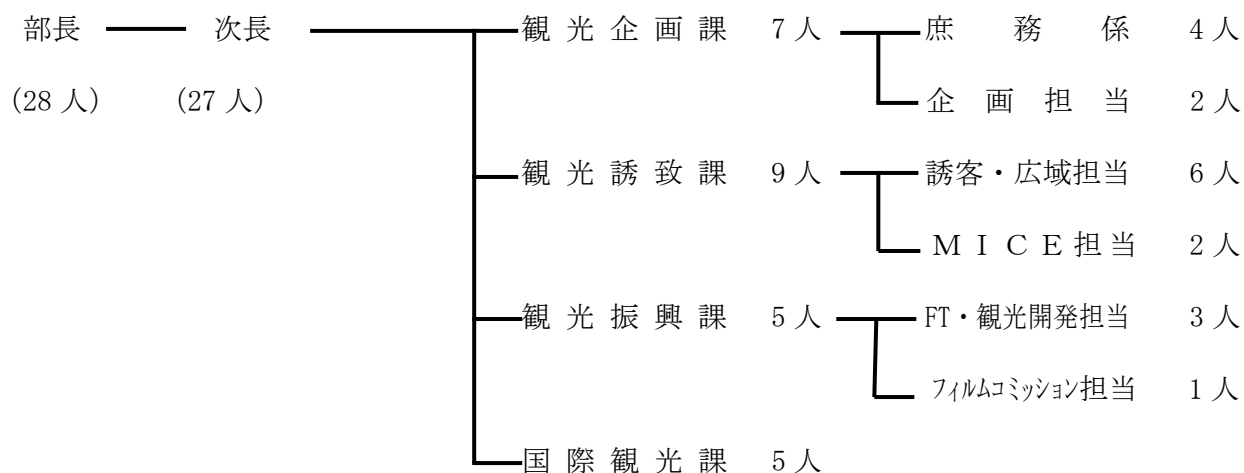 部長 次長 観光企画課 7人 庶務係 4人
(28人) (27人) 企画担当 2人
観光誘致課 9人 誘客・広域担当 6人
MICE担当 2人
観光振興課 5人 FT・観光開発担当 3人
フィルムコミッション担当 1人
国際観光課 5人